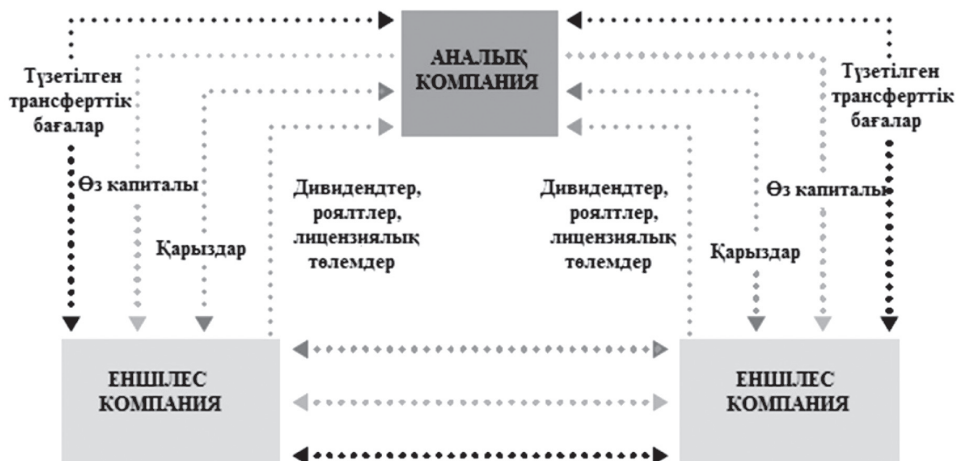 АНАЛЫҚ
КОМПАНИЯ
Түзетілген
трансферттік
бағалар
Түзетілген
трансферттік
бағалар
Өз капиталы
Дивидендтер,
роялтлер,
лицензиялық
төлемдер
Дивидендтер,
роялтлер,
лицензиялық
төлемдер
Өз капиталы
Қарыздар
Қарыздар
ЕНШІЛЕС
КОМПАНИЯ
ЕНШІЛЕС
КОМПАНИЯ